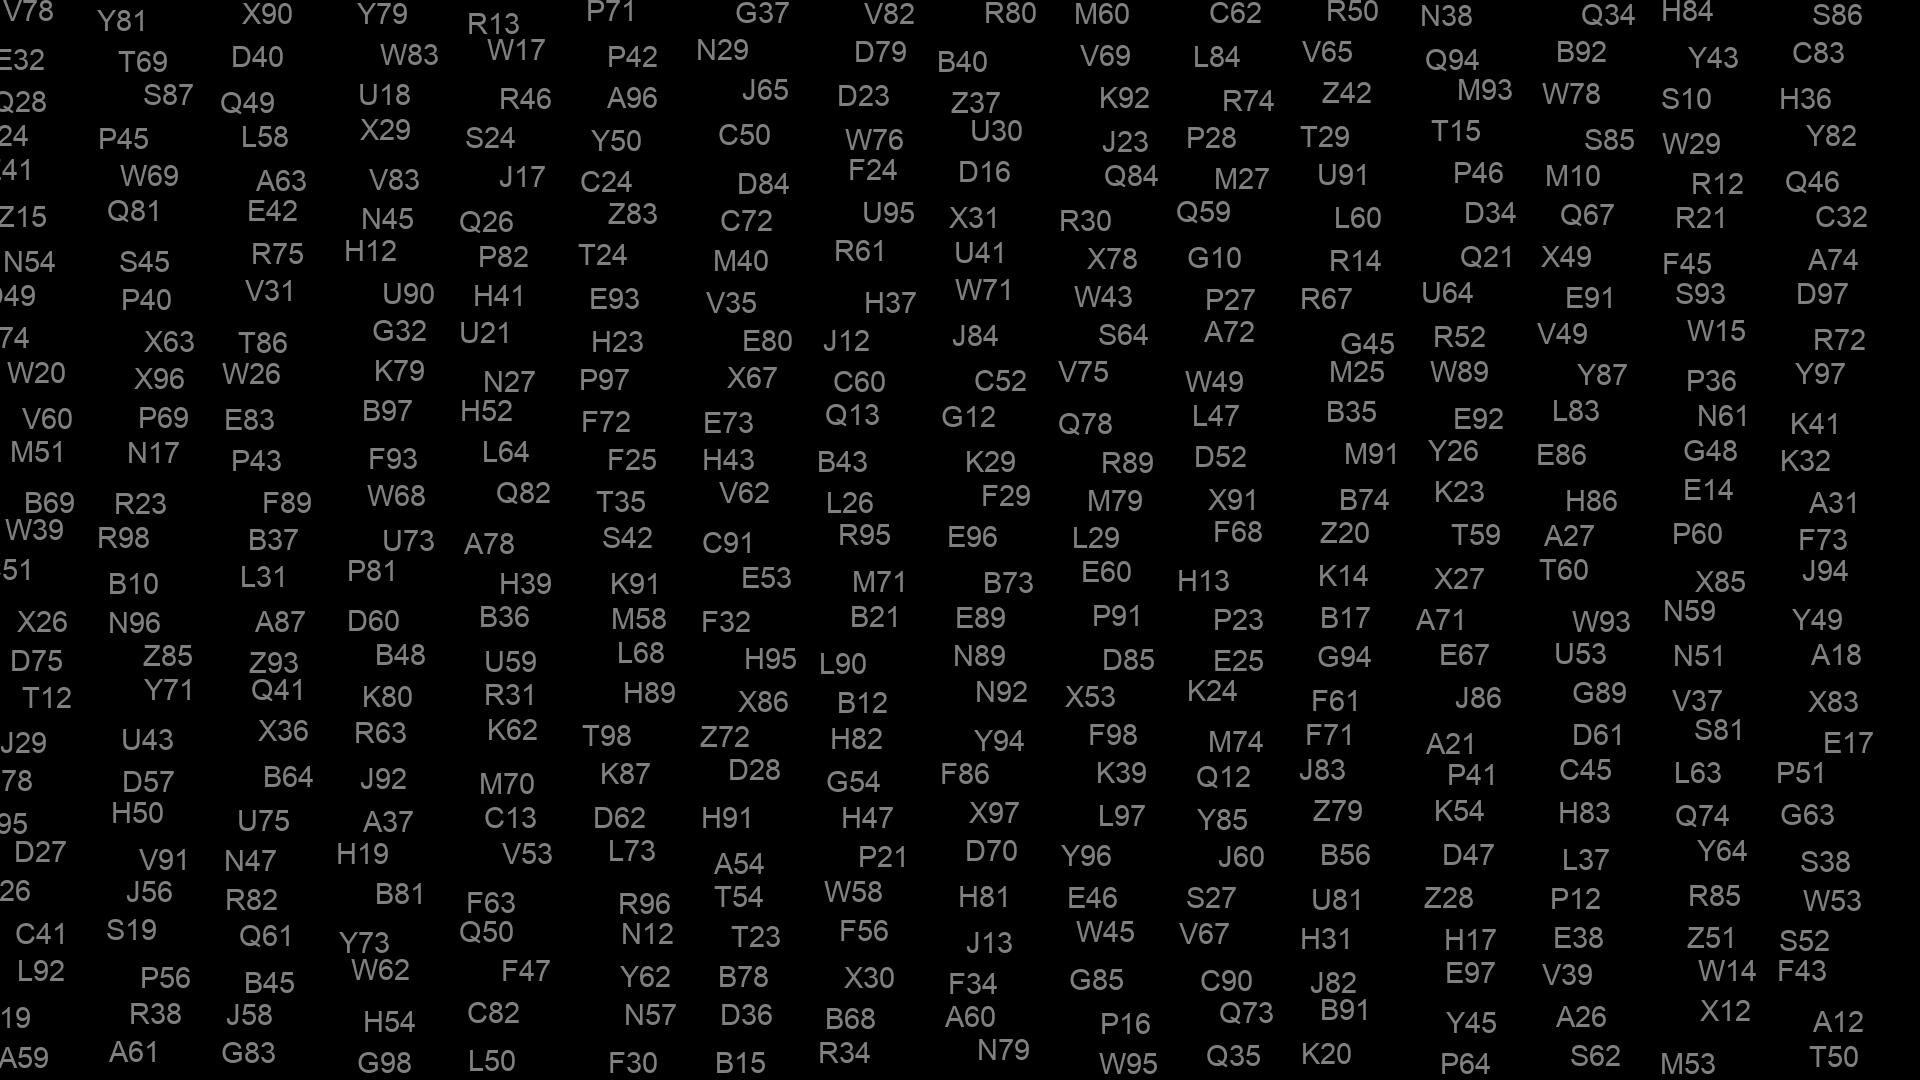 V78 Y81 X90 Y79 R13 P71 G37 V82 R80 M60 C62 R50 N38 Q34 H84 S86
E32 T69 D40 W83 W17 P42 N29 D79 B40 V69 L84 V65 Q94 B92 Y43 C83
Q28 S87 Q49 U18 R46 A96 J65 D23 Z37 K92 R74 Z42 M93 W78 S10 H36
24 P45 L58 X29 S24 Y50 C50 W76 U30 J23 P28 T29 T15 S85 W29 Y82
41 W69 A63 V83 J17 C24 D84 F24 D16 Q84 M27 U91 P46 M10 R12 Q46
Z15 Q81 E42 N45 Q26 Z83 C72 U95 X31 R30 Q59 L60 D34 Q67 R21 C32
N54 S45 R75 H12 P82 T24 M40 R61 U41 X78 G10 R14 Q21 X49 F45 A74
49 P40 V31 U90 H41 E93 V35 H37 W71 W43 P27 R67 U64 E91 S93 D97
74 X63 T86 G32 U21 H23 E80 J12 J84 S64 A72 G45 R52 V49 W15 R72
W20 X96 W26 K79 N27 P97 X67 C60 C52 V75 W49 M25 W89 Y87 P36 Y97
V60 P69 E83 B97 H52 F72 E73 Q13 G12 Q78 L47 B35 E92 L83 N61 K41
M51 N17 P43 F93 L64 F25 H43 B43 K29 R89 D52 M91 Y26 E86 G48 K32
B69 R23 F89 W68 Q82 T35 V62 L26 F29 M79 X91 B74 K23 H86 E14 A31
W39 R98 B37 U73 A78 S42 C91 R95 E96 L29 F68 Z20 T59 A27 P60 F73
51 B10 L31 P81 H39 K91 E53 M71 B73 E60 H13 K14 X27 T60 X85 J94
X26 N96 A87 D60 B36 M58 F32 B21 E89 P91 P23 B17 A71 W93 N59 Y49
D75 Z85 Z93 B48 U59 L68 H95 L90 N89 D85 E25 G94 E67 U53 N51 A18
T12 Y71 Q41 K80 R31 H89 X86 B12 N92 X53 K24 F61 J86 G89 V37 X83
J29 U43 X36 R63 K62 T98 Z72 H82 Y94 F98 M74 F71 A21 D61 S81 E17
78 D57 B64 J92 M70 K87 D28 G54 F86 K39 Q12 J83 P41 C45 L63 P51
95 H50 U75 A37 C13 D62 H91 H47 X97 L97 Y85 Z79 K54 H83 Q74 G63
D27 V91 N47 H19 V53 L73 A54 P21 D70 Y96 J60 B56 D47 L37 Y64 S38
26 J56 R82 B81 F63 R96 T54 W58 H81 E46 S27 U81 Z28 P12 R85 W53
C41 S19 Q61 Y73 Q50 N12 T23 F56 J13 W45 V67 H31 H17 E38 Z51 S52
L92 P56 B45 W62 F47 Y62 B78 X30 F34 G85 C90 J82 E97 V39 W14 F43
19 R38 J58 H54 C82 N57 D36 B68 A60 P16 Q73 B91 Y45 A26 X12 A12
A59 A61 G83 G98 L50 F30 B15 R34 N79 W95 Q35 K20 P64 S62 M53 T50